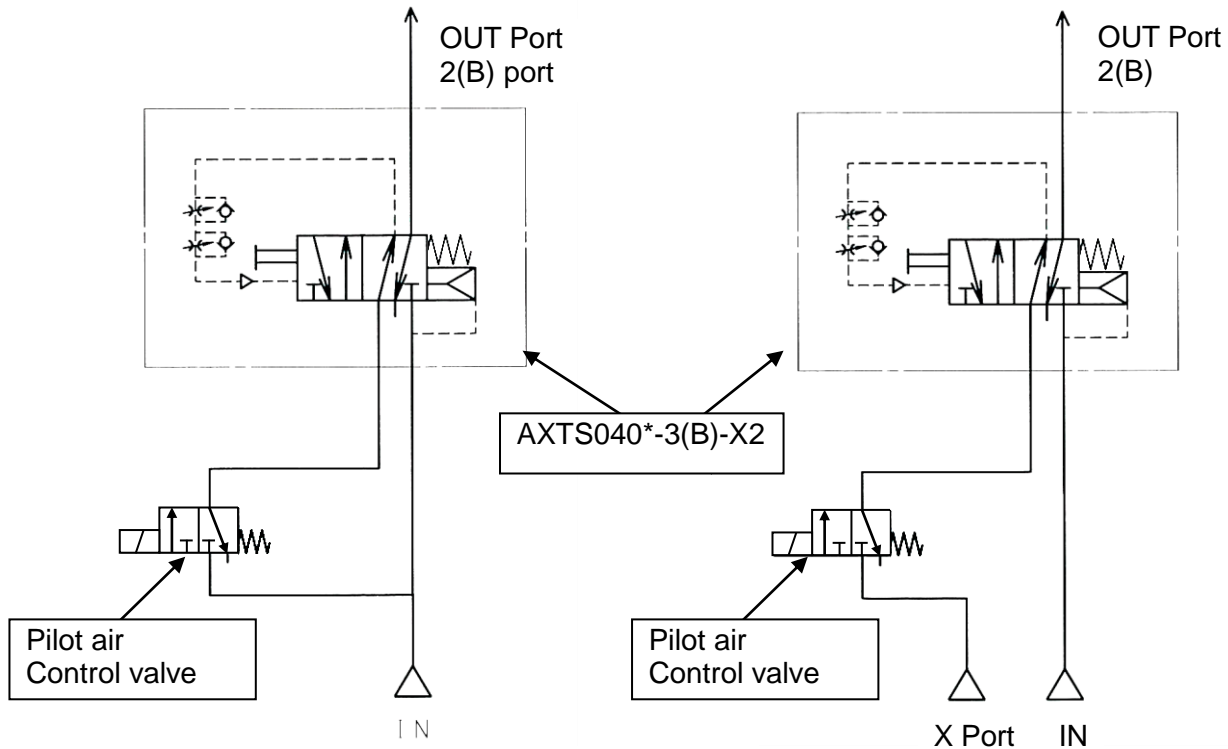 OUT Port
2(B) port
OUT Port
2(B)
AXTS040*-3(B)-X2
Pilot air
Control valve
Pilot air
Control valve
IN
X Port
IN